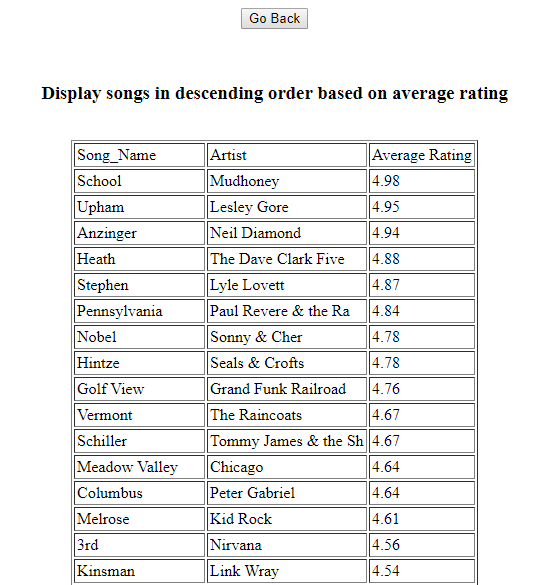 Go Back
Display songs in descending order based on average rating
Song_Name Artist Average Rating
School Mudhoney 4.98
Upham Lesley Gore 4.95
Anzinger Neil Diamond 4.94
Heath The Dave Clark Five 4.88
Stephen Lyle Lovett 4.87
Pennsylvania Paul Revere & the Ra 4.84
Nobel Sonny & Cher 4.78
Hintze Seals & Crofts 4.78
Golf View Grand Funk Railroad 4.76
Vermont The Raincoats 4.67
Schiller Tommy James & the Sh 4.67
Meadow Valley Chicago 4.64
Columbus Peter Gabriel 4.64
Melrose Kid Rock 4.61
3rd Nirvana 4.56
Kinsman Link Wray 4.54